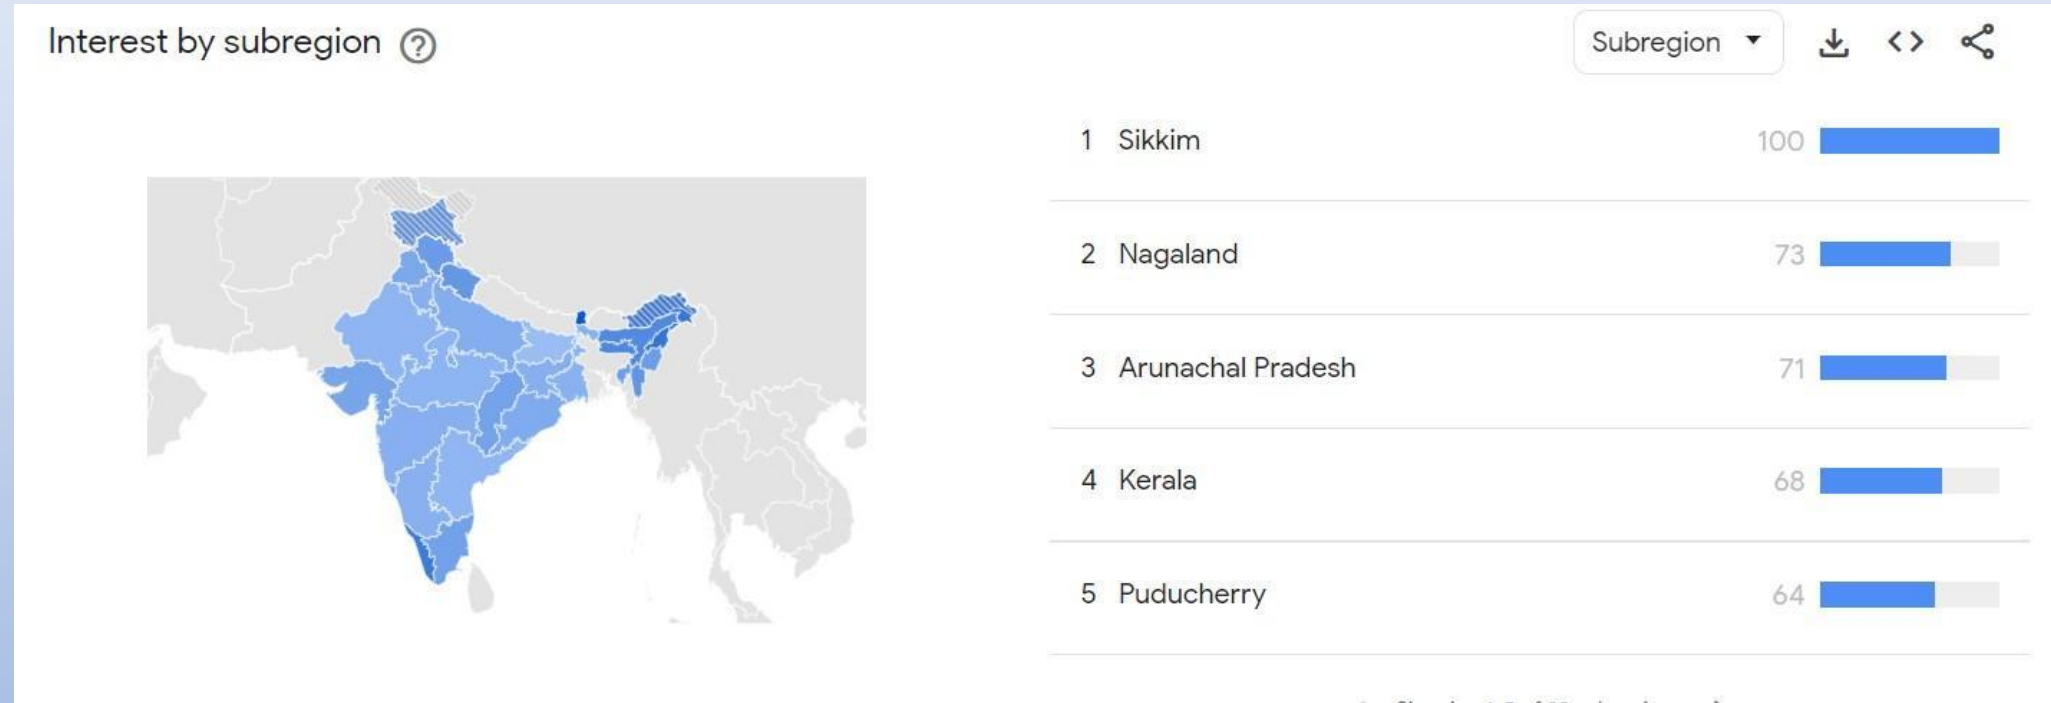 Interest by subregion
Subregion
1 Sikkim 100
2 Nagaland 73
3 Arunachal Pradesh 71
4 Kerala 68
5 Puducherry 64